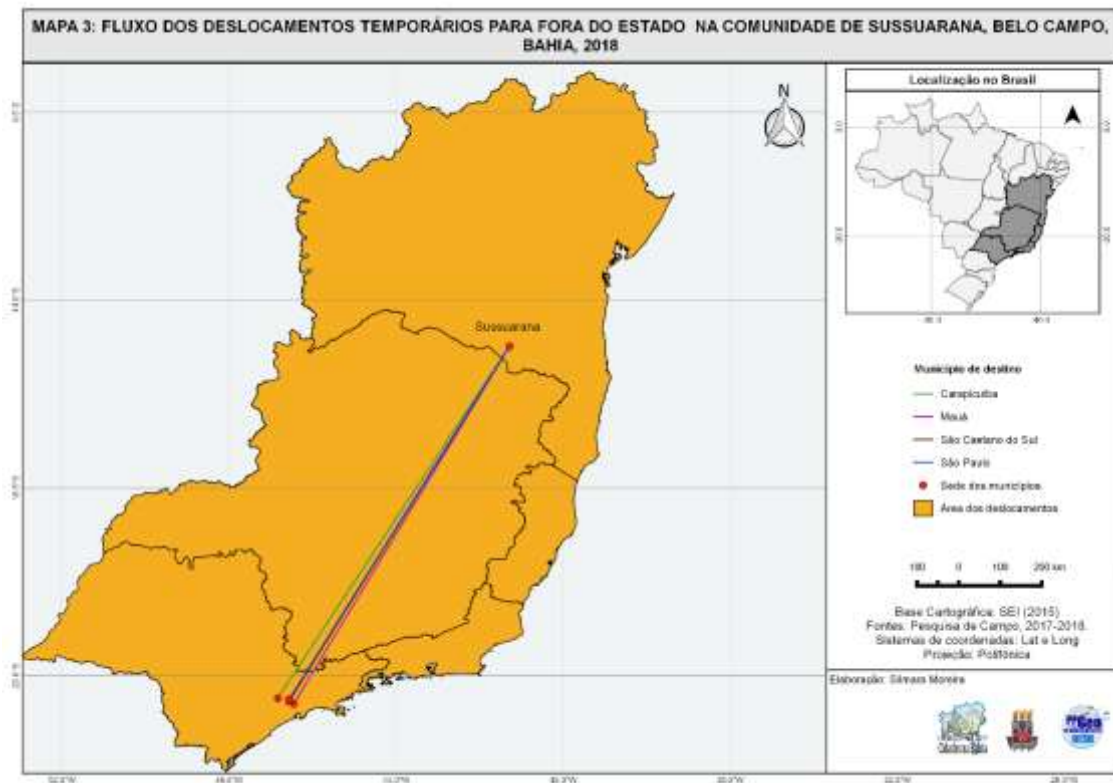 MAPA 3: FLUXO DOS DESLOCAMENTOS TEMPORÁRIOS PARA FORA DO ESTADO NA COMUNIDADE DE SUSSUARANA, BELO CAMPO,
BAHIA, 2018
N
Localização no Brasil
Sussuarana
Município de destino
Carapicuíba
Mauá
São Caetano do Sul
São Paulo
Sede dos municípios
Área dos deslocamentos
100 0 100 200 km
Base Cartográfica: SEI (2015)
Fontes: Pesquisa de Campo, 2017-2018.
Sistemas de coordenadas: Lat e Long
Projeção: Politônica
Elaboração: Silmara Moreira